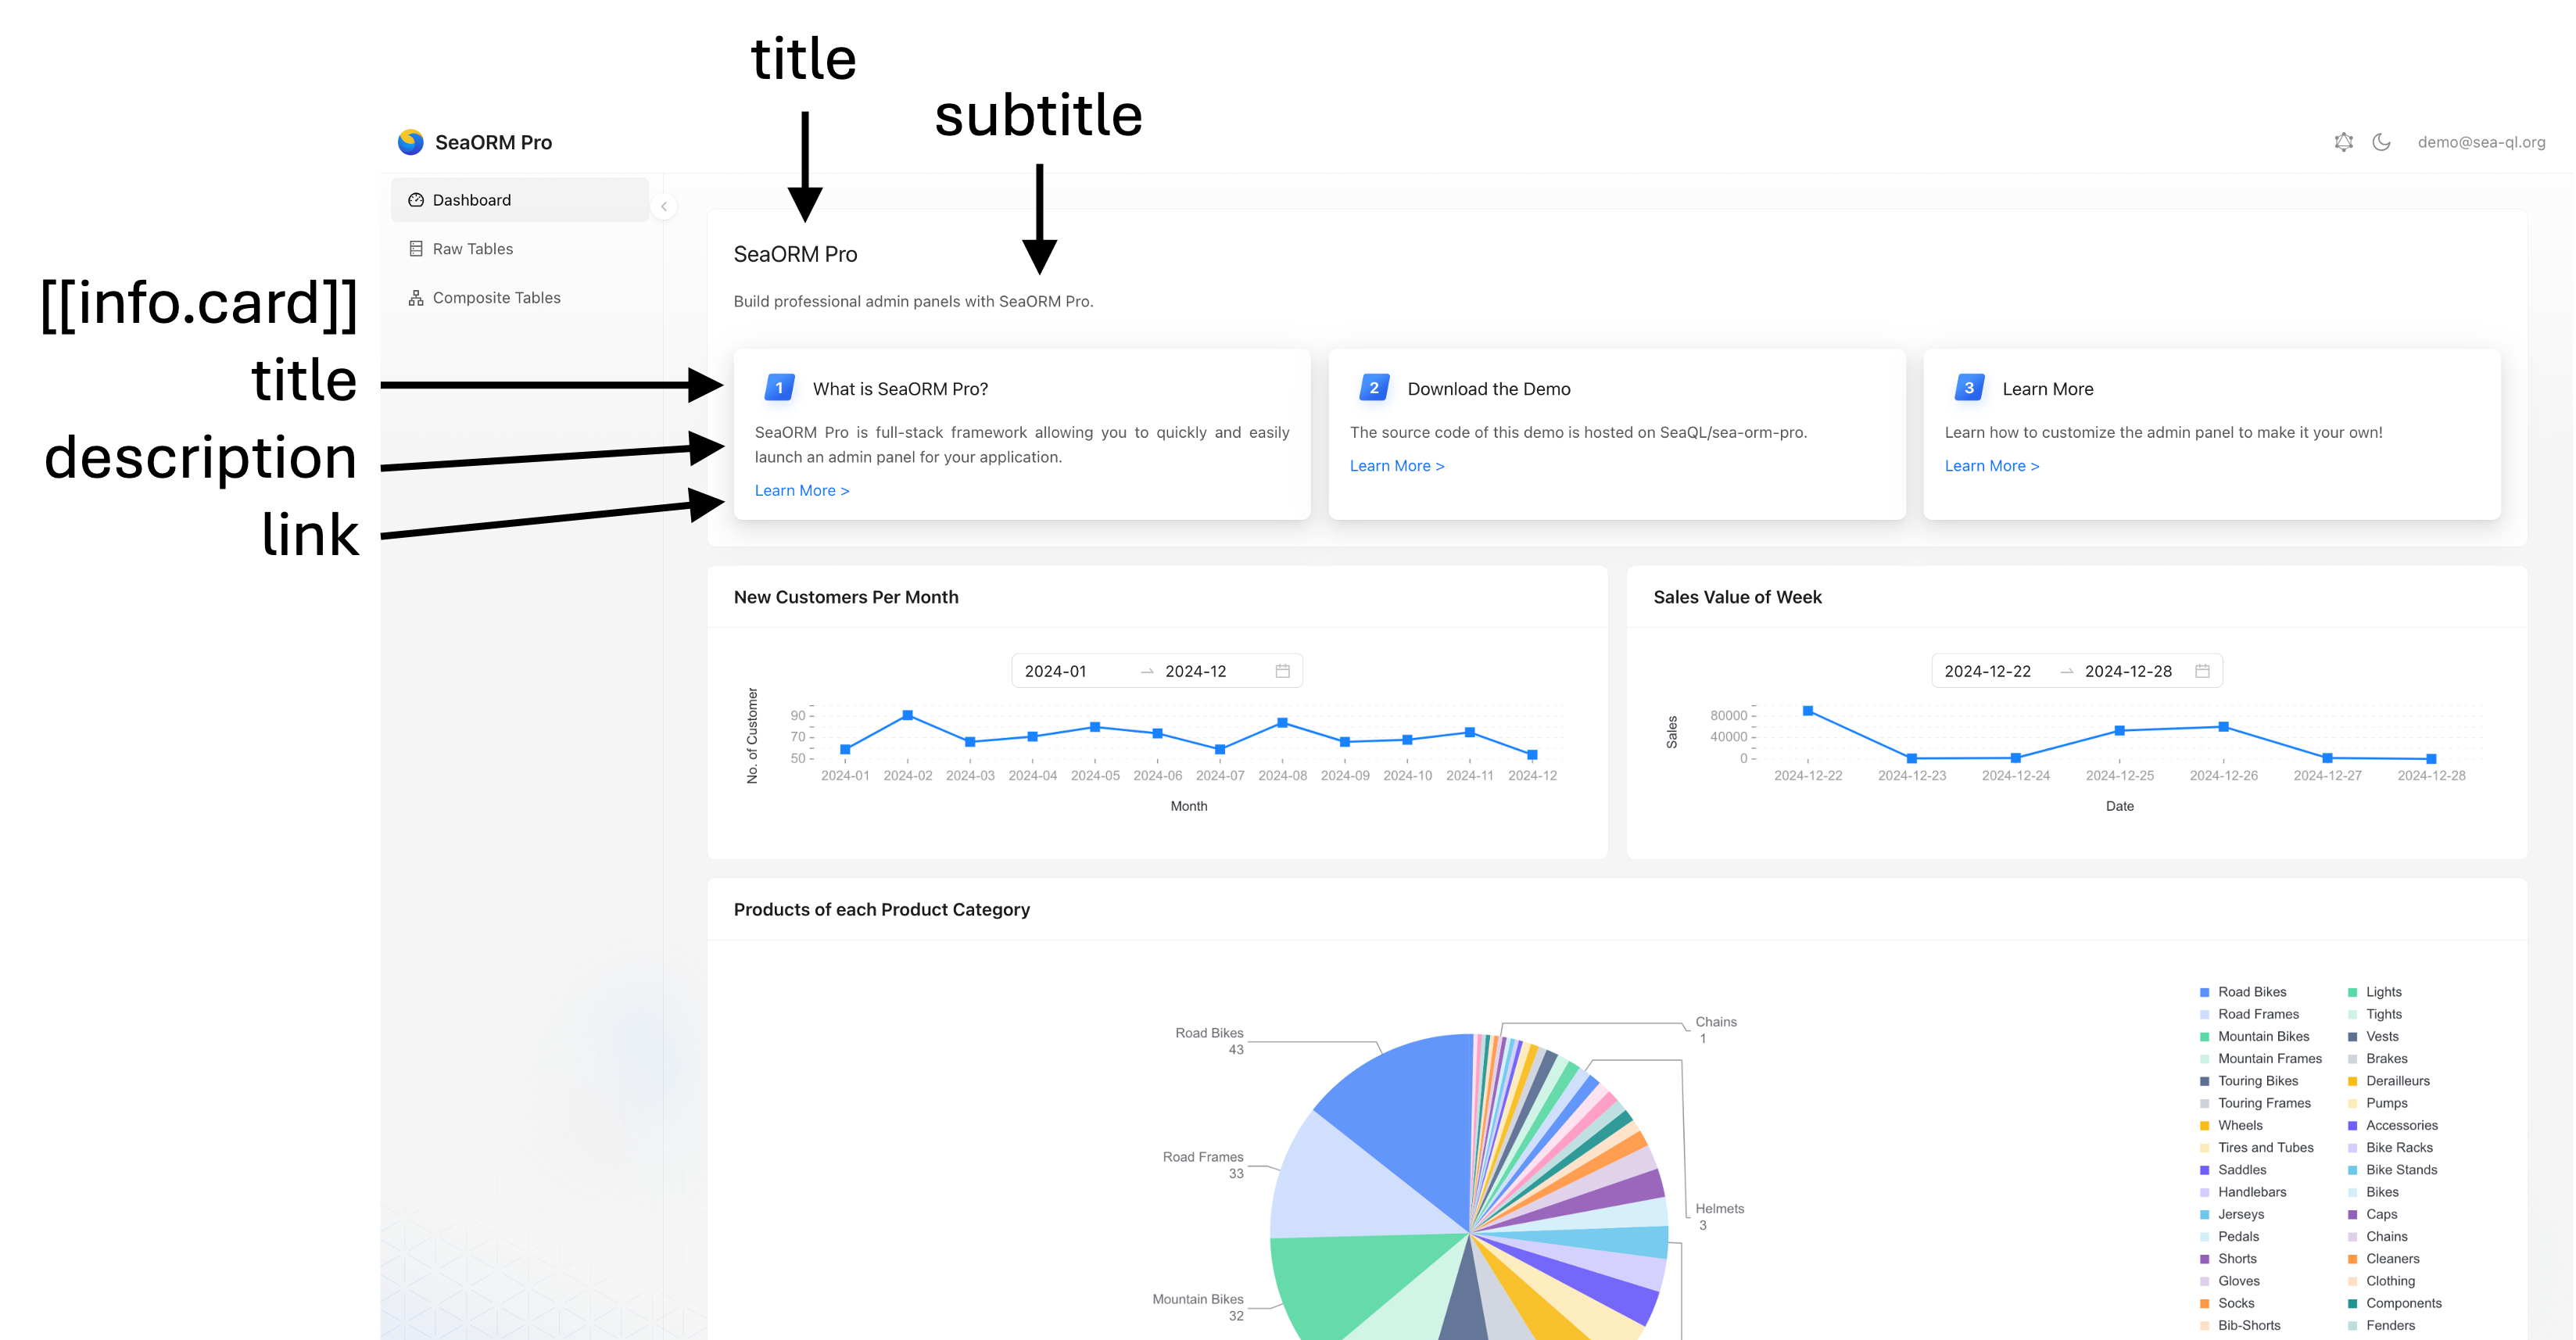 title
subtitle
SeaORM Pro
demo@sea-ql.org
Dashboard
Raw Tables
Composite Tables
[[info.card]]
title
description
link
SeaORM Pro
Build professional admin panels with SeaORM Pro.
1 What is SeaORM Pro?
SeaORM Pro is full-stack framework allowing you to quickly and easily
launch an admin panel for your application.
Learn More >
2 Download the Demo
The source code of this demo is hosted on SeaQL/sea-orm-pro.
Learn More >
3 Learn More
Learn how to customize the admin panel to make it your own!
Learn More >
New Customers Per Month
2024-01 → 2024-12
No. of Customer
90
70
50
2024-01 2024-02 2024-03 2024-04 2024-05 2024-06 2024-07 2024-08 2024-09 2024-10 2024-11 2024-12
Month
Sales Value of Week
2024-12-22 → 2024-12-28
Sales
80000
40000
0
2024-12-22 2024-12-23 2024-12-24 2024-12-25 2024-12-26 2024-12-27 2024-12-28
Date
Products of each Product Category
Road Bikes
43
Road Frames
33
Mountain Bikes
32
Chains
1
Helmets
3
Road Bikes
Road Frames
Mountain Bikes
Mountain Frames
Touring Bikes
Touring Frames
Wheels
Tires and Tubes
Saddles
Handlebars
Jerseys
Pedals
Shorts
Gloves
Socks
Bib-Shorts
Lights
Tights
Vests
Brakes
Derailleurs
Pumps
Accessories
Bike Racks
Bike Stands
Bikes
Caps
Chains
Cleaners
Clothing
Components
Fenders